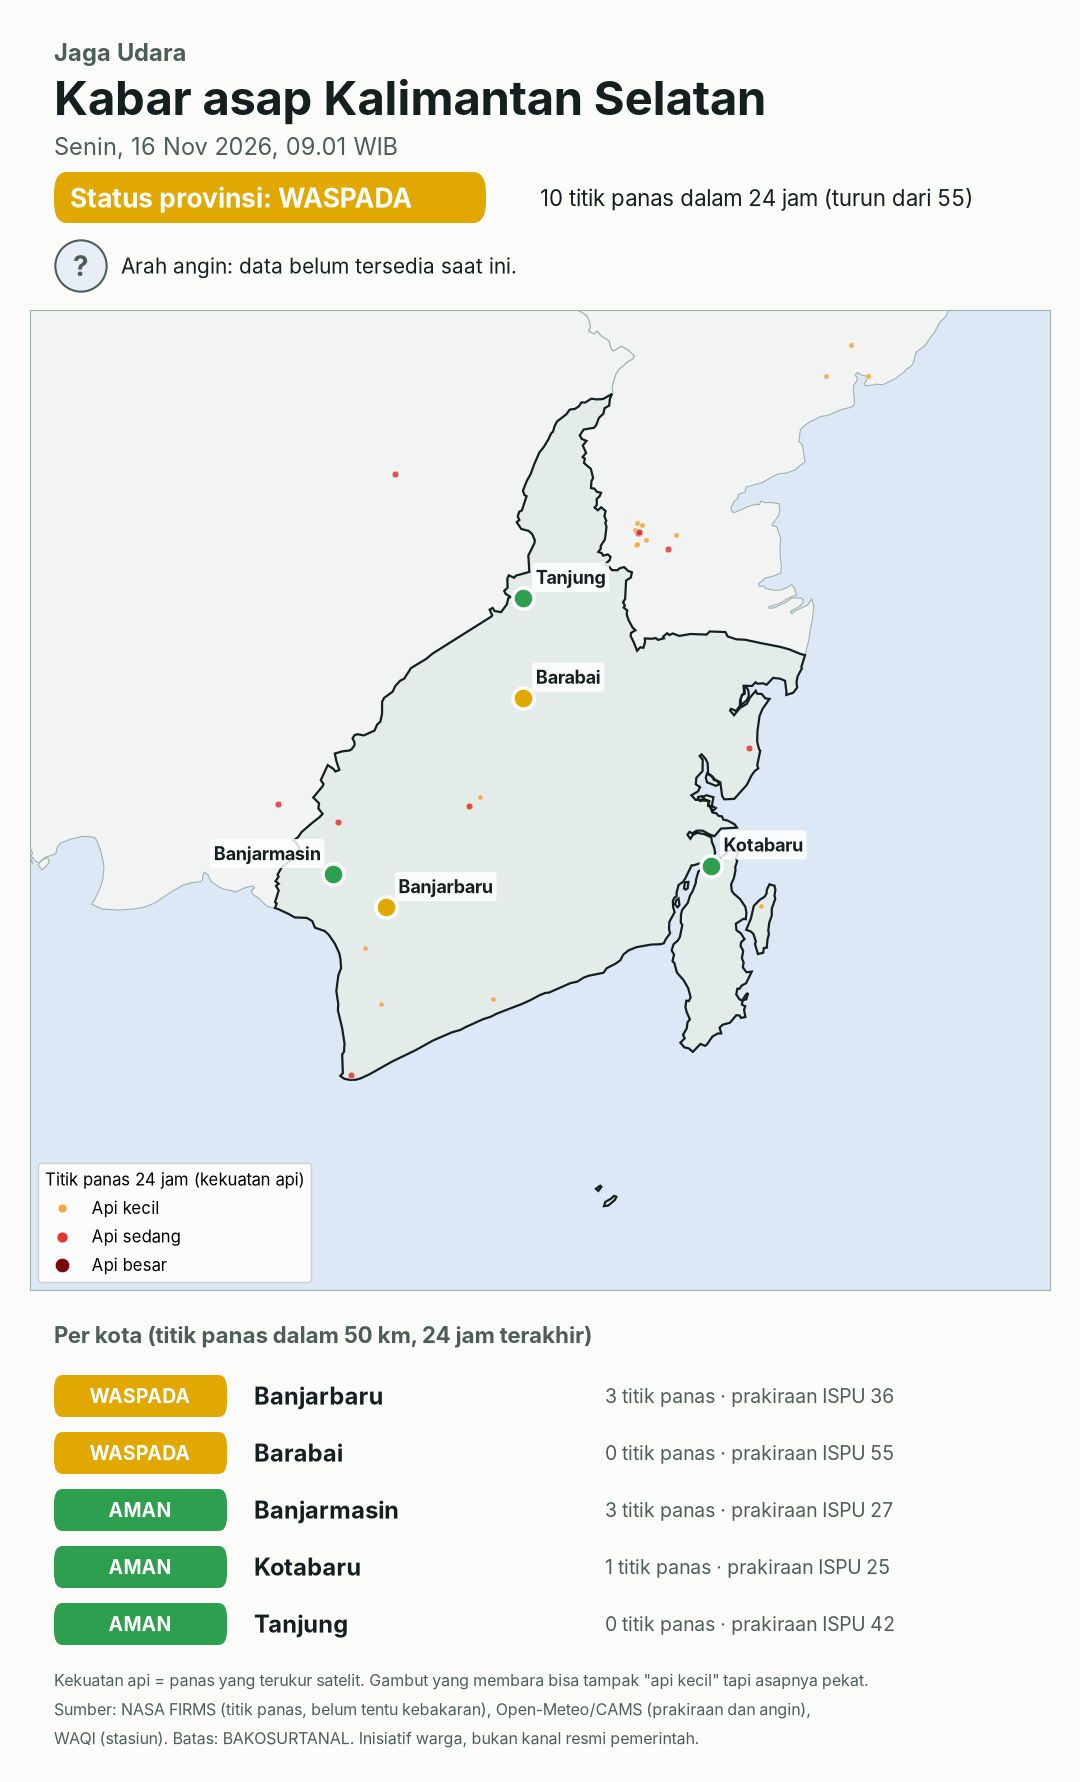 Jaga Udara
Kabar asap Kalimantan Selatan
Senin, 16 Nov 2026, 09.01 WIB
Status provinsi: WASPADA
10 titik panas dalam 24 jam (turun dari 55)
?
Arah angin: data belum tersedia saat ini.
Tanjung
Barabai
Banjarmasin
Kotabaru
Banjarbaru
Titik panas 24 jam (kekuatan api)
Api kecil
Api sedang
Api besar
Per kota (titik panas dalam 50 km, 24 jam terakhir)
WASPADA Banjarbaru 3 titik panas · prakiraan ISPU 36
WASPADA Barabai 0 titik panas · prakiraan ISPU 55
AMAN Banjarmasin 3 titik panas · prakiraan ISPU 27
AMAN Kotabaru 1 titik panas · prakiraan ISPU 25
AMAN Tanjung 0 titik panas · prakiraan ISPU 42
Kekuatan api = panas yang terukur satelit. Gambut yang membara bisa tampak "api kecil" tapi asapnya pekat.
Sumber: NASA FIRMS (titik panas, belum tentu kebakaran), Open-Meteo/CAMS (prakiraan dan angin),
WAQI (stasiun). Batas: BAKOSURTANAL. Inisiatif warga, bukan kanal resmi pemerintah.